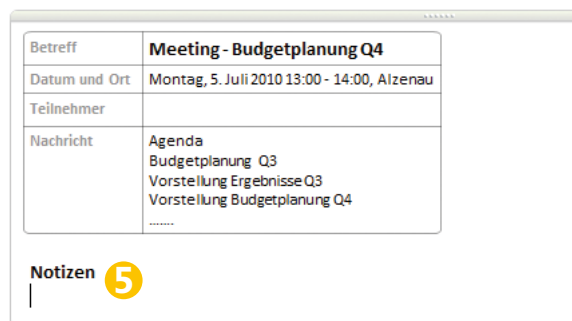 Betreff Meeting - Budgetplanung Q4
Datum und Ort Montag, 5. Juli 2010 13:00 - 14:00, Alzenau
Teilnehmer
Nachricht Agenda
Budgetplanung Q3
Vorstellung Ergebnisse Q3
Vorstellung Budgetplanung Q4
.......
Notizen 5